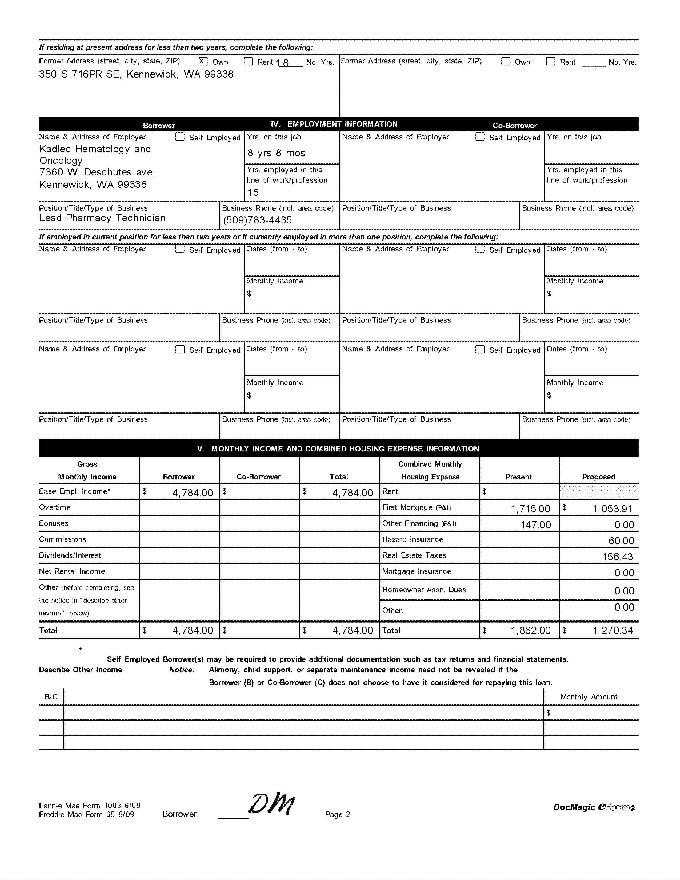 If residing at present address for less than two years, complete the following:
Former Address (street, city, state, ZIP) X Own Rent 1.8 No. Yrs. Former Address (street, city, state, ZIP) Own Rent No. Yrs.
350 S 716PR SE, Kennewick, WA 99336
Borrower IV. EMPLOYMENT INFORMATION Co-Borrower
Name & Address of Employer Self Employed Yrs. on this job Name & Address of Employer Self Employed Yrs. on this job
Kadlec Hematology and
Oncology
8 yrs 8 mos
7360 W. Deschutes ave
Yrs. employed in this line of work/profession Yrs. employed in this line of work/profession
Kennewick, WA 99336
15
Position/Title/Type of Business Business Phone (incl. area code) Position/Title/Type of Business Business Phone (incl. area code)
Lead Pharmacy Technician (509)783-4435
If employed in current position for less than two years or if currently employed in more than one position, complete the following:
Name & Address of Employer Self Employed Dates (from - to) Name & Address of Employer Self Employed Dates (from - to)
Monthly Income Monthly Income
$ $
Position/Title/Type of Business Business Phone (incl. area code) Position/Title/Type of Business Business Phone (incl. area code)
Name & Address of Employer Self Employed Dates (from - to) Name & Address of Employer Self Employed Dates (from - to)
Monthly Income Monthly Income
$ $
Position/Title/Type of Business Business Phone (incl. area code) Position/Title/Type of Business Business Phone (incl. area code)
V. MONTHLY INCOME AND COMBINED HOUSING EXPENSE INFORMATION
Gross Monthly Income Borrower Co-Borrower Total Combined Monthly Housing Expense Present Proposed
Base Empl. Income* $ 4,784.00 $ $ 4,784.00 Rent $
Overtime First Mortgage (P&I) 1,715.00 $ 1,053.91
Bonuses Other Financing (P&I) 147.00 0.00
Commissions Hazard Insurance 60.00
Dividends/Interest Real Estate Taxes 156.43
Net Rental Income Mortgage Insurance 0.00
Other (before completing, see the notice in "describe other income" below) Homeowner Assn. Dues 0.00
Other: 0.00
Total $ 4,784.00 $ $ 4,784.00 Total $ 1,862.00 $ 1,270.34
* Self Employed Borrower(s) may be required to provide additional documentation such as tax returns and financial statements.
Describe Other Income Notice: Alimony, child support, or separate maintenance income need not be revealed if the
Borrower (B) or Co-Borrower (C) does not choose to have it considered for repaying this loan.
B/C Monthly Amount
$
Fannie Mae Form 1003 6/09
Freddie Mac Form 65 6/09 Borrower DM Page 2
DocMagic eForms